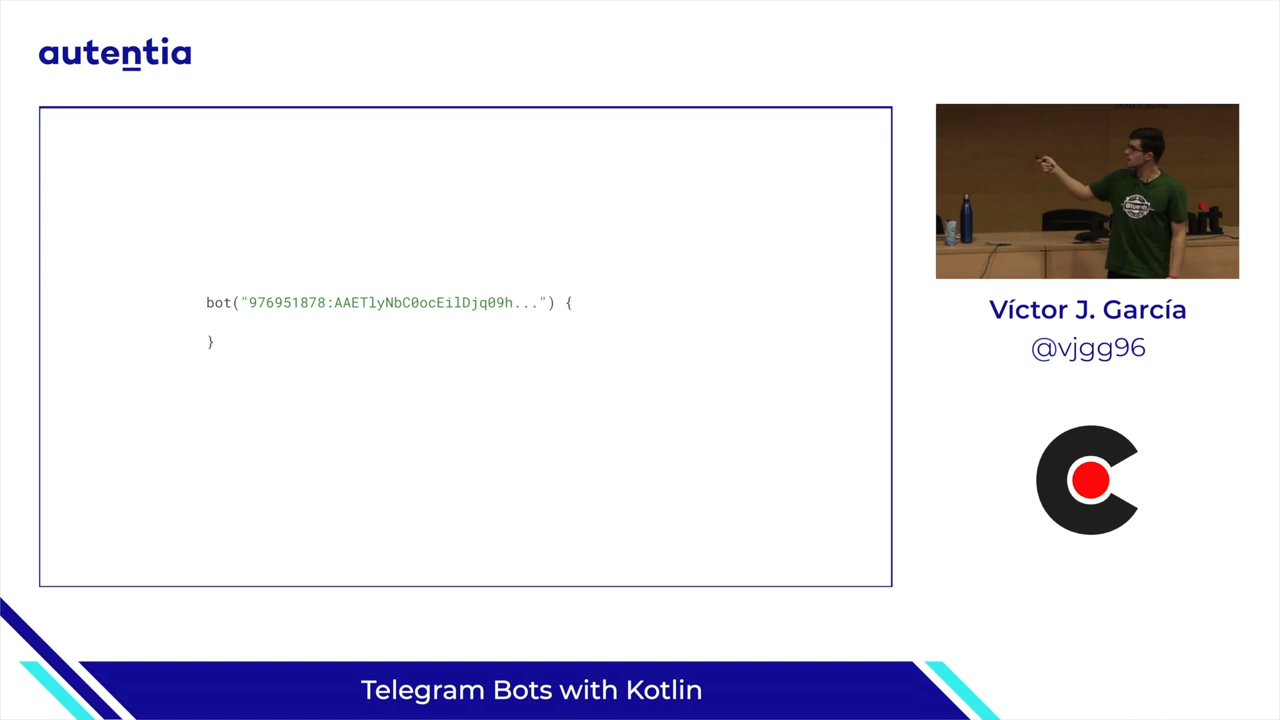 autentia
bot("976951878:AAETlyNbC0ocEilDjq09h...") {
}
Víctor J. García
@vjgg96
Telegram Bots with Kotlin